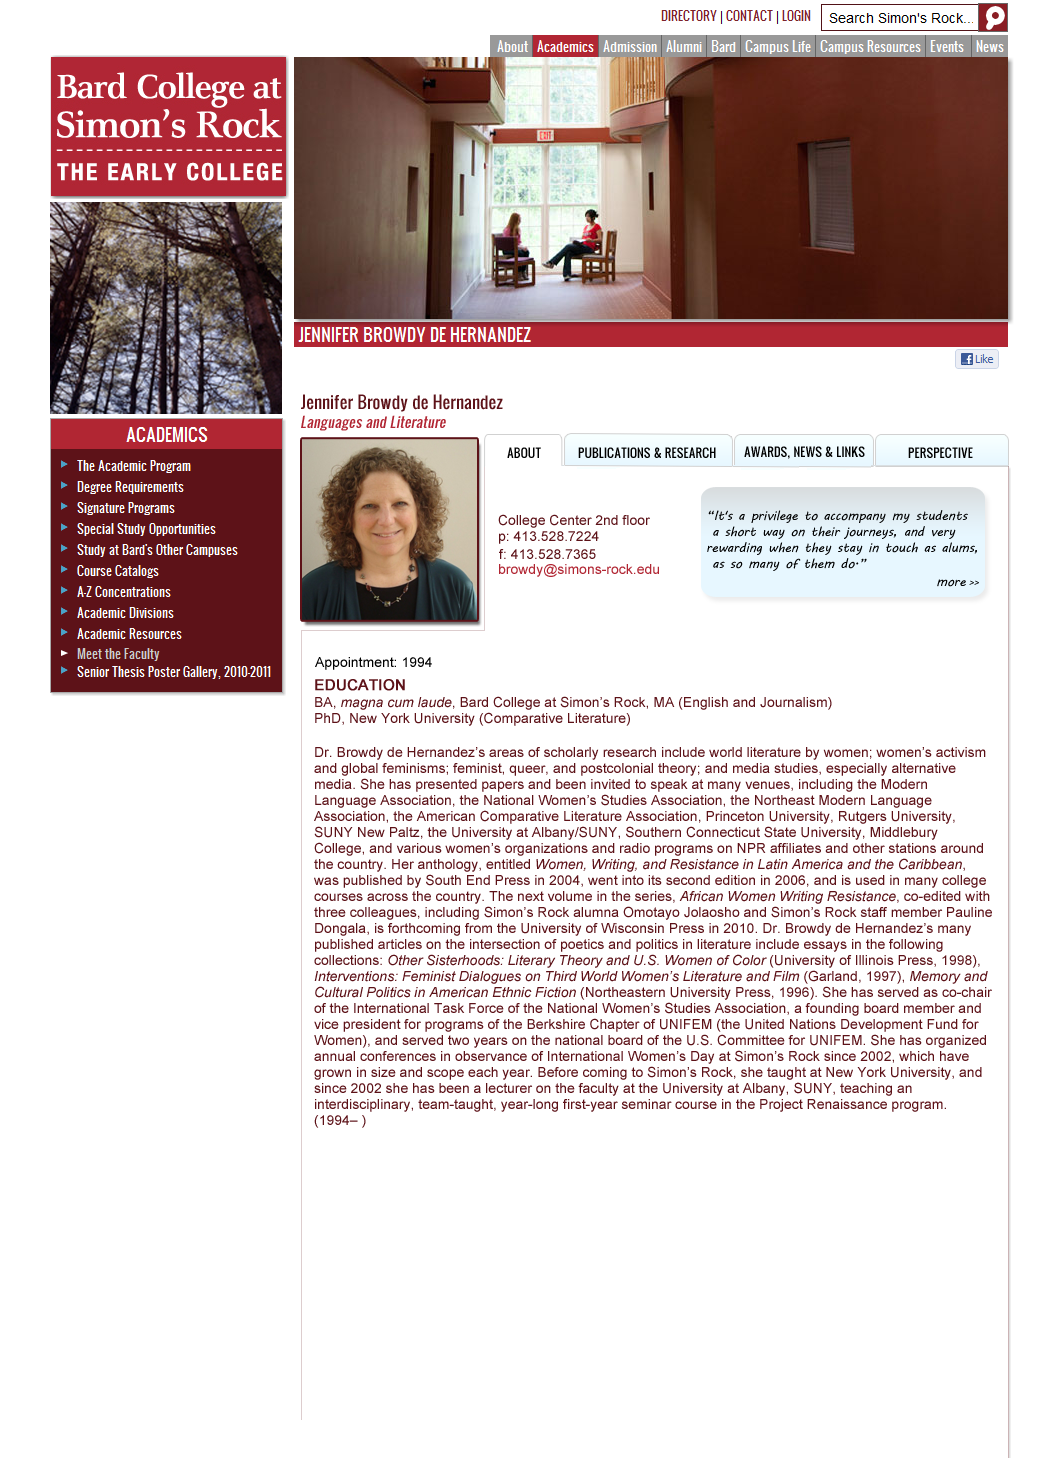 DIRECTORY | CONTACT | LOGIN
Search Simon's Rock...
About Academics Admission Alumni Bard Campus Life Campus Resources Events News
Bard College at
Simon's Rock
THE EARLY COLLEGE
EXIT
JENNIFER BROWDY DE HERNANDEZ
Like
Jennifer Browdy de Hernandez
Languages and Literature
ACADEMICS
The Academic Program
Degree Requirements
Signature Programs
Special Study Opportunities
Study at Bard's Other Campuses
Course Catalogs
A-Z Concentrations
Academic Divisions
Academic Resources
Meet the Faculty
Senior Thesis Poster Gallery, 2010-2011
ABOUT
PUBLICATIONS & RESEARCH
AWARDS, NEWS & LINKS
PERSPECTIVE
College Center 2nd floor
p: 413.528.7224
f: 413.528.7365
browdy@simons-rock.edu
“It's a privilege to accompany my students
a short way on their journeys, and very
rewarding when they stay in touch as alums,
as so many of them do.”
more >>
Appointment: 1994
EDUCATION
BA, magna cum laude, Bard College at Simon’s Rock, MA (English and Journalism)
PhD, New York University (Comparative Literature)
Dr. Browdy de Hernandez’s areas of scholarly research include world literature by women; women’s activism
and global feminisms; feminist, queer, and postcolonial theory; and media studies, especially alternative
media. She has presented papers and been invited to speak at many venues, including the Modern
Language Association, the National Women’s Studies Association, the Northeast Modern Language
Association, the American Comparative Literature Association, Princeton University, Rutgers University,
SUNY New Paltz, the University at Albany/SUNY, Southern Connecticut State University, Middlebury
College, and various women’s organizations and radio programs on NPR affiliates and other stations around
the country. Her anthology, entitled Women, Writing, and Resistance in Latin America and the Caribbean,
was published by South End Press in 2004, went into its second edition in 2006, and is used in many college
courses across the country. The next volume in the series, African Women Writing Resistance, co-edited with
three colleagues, including Simon’s Rock alumna Omotayo Jolaosho and Simon’s Rock staff member Pauline
Dongala, is forthcoming from the University of Wisconsin Press in 2010. Dr. Browdy de Hernandez’s many
published articles on the intersection of poetics and politics in literature include essays in the following
collections: Other Sisterhoods: Literary Theory and U.S. Women of Color (University of Illinois Press, 1998),
Interventions: Feminist Dialogues on Third World Women’s Literature and Film (Garland, 1997), Memory and
Cultural Politics in American Ethnic Fiction (Northeastern University Press, 1996). She has served as co-chair
of the International Task Force of the National Women’s Studies Association, a founding board member and
vice president for programs of the Berkshire Chapter of UNIFEM (the United Nations Development Fund for
Women), and served two years on the national board of the U.S. Committee for UNIFEM. She has organized
annual conferences in observance of International Women’s Day at Simon’s Rock since 2002, which have
grown in size and scope each year. Before coming to Simon’s Rock, she taught at New York University, and
since 2002 she has been a lecturer on the faculty at the University at Albany, SUNY, teaching an
interdisciplinary, team-taught, year-long first-year seminar course in the Project Renaissance program.
(1994– )